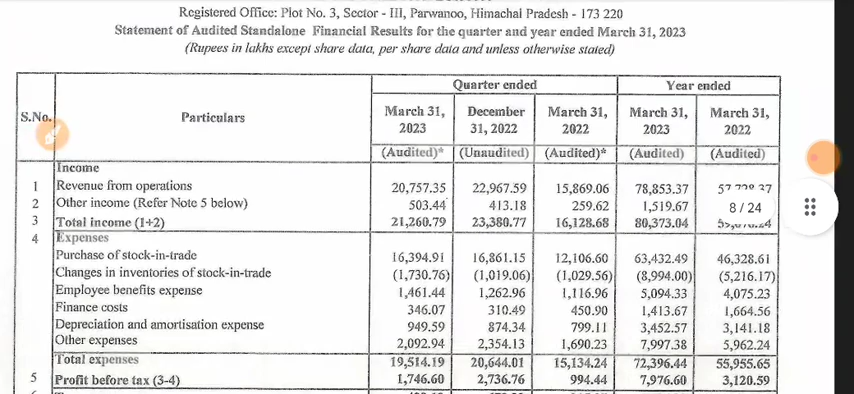 Registered Office: Plot No. 3, Sector - III, Parwanoo, Himachal Pradesh - 173 220
Statement of Audited Standalone Financial Results for the quarter and year ended March 31, 2023
(Rupees in lakhs except share data, per share data and unless otherwise stated)
Quarter ended Year ended
S.No. Particulars March 31, 2023 December 31, 2022 March 31, 2022 March 31, 2023 March 31, 2022
(Audited)* (Unaudited) (Audited)* (Audited) (Audited)
Income
1 Revenue from operations 20,757.35 22,967.59 15,869.06 78,853.37
2 Other income (Refer Note 5 below) 503.44 413.18 259.62 1,519.67 8 / 24
3 Total income (1+2) 21,260.79 23,380.77 16,128.68 80,373.04
4 Expenses
Purchase of stock-in-trade 16,394.91 16,861.15 12,106.60 63,432.49 46,328.61
Changes in inventories of stock-in-trade (1,730.76) (1,019.06) (1,029.56) (8,994.00) (5,216.17)
Employee benefits expense 1,461.44 1,262.96 1,116.96 5,094.33 4,075.23
Finance costs 346.07 310.49 450.90 1,413.67 1,664.56
Depreciation and amortisation expense 949.59 874.34 799.11 3,452.57 3,141.18
Other expenses 2,092.94 2,354.13 1,690.23 7,997.38 5,962.24
Total expenses 19,514.19 20,644.01 15,134.24 72,396.44 55,955.65
5 Profit before tax (3-4) 1,746.60 2,736.76 994.44 7,976.60 3,120.59